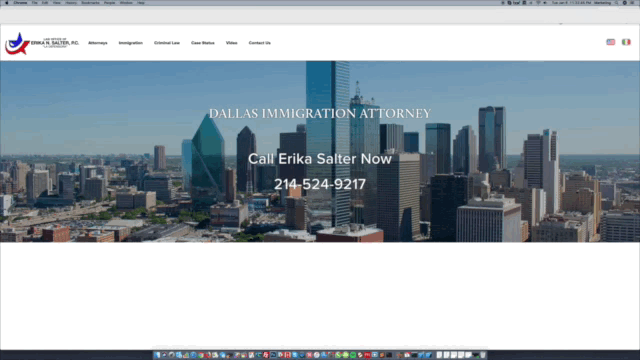 Chrome File Edit View History Bookmarks People Window Help
LAW OFFICE OF
ERIKA N. SALTER, P.C.
Attorneys Immigration Criminal Law Case Status Video Contact Us
DALLAS IMMIGRATION ATTORNEY
Call Erika Salter Now
214-524-9217